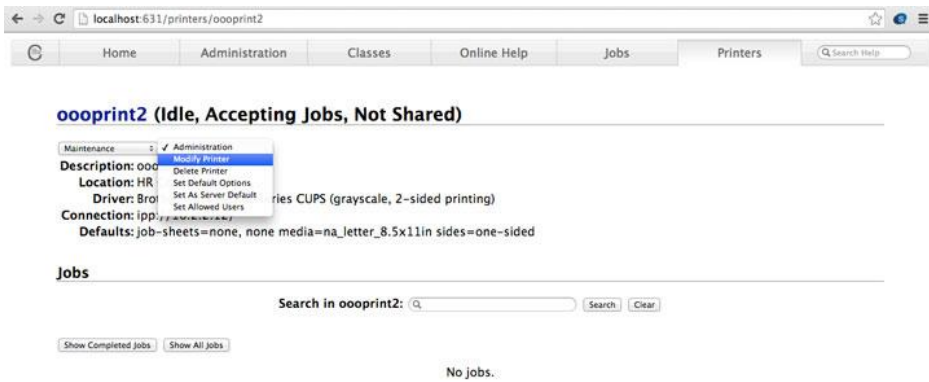 localhost:631/printers/oooprint2
Home Administration Classes Online Help Jobs Printers Search Help
oooprint2 (Idle, Accepting Jobs, Not Shared)
Maintenance ✓ Administration
Modify Printer
Delete Printer
Set Default Options
Set As Server Default
Set Allowed Users
Description: ooo
Location: HR
Driver: Brot ries CUPS (grayscale, 2-sided printing)
Connection: ipp:
Defaults: job-sheets=none, none media=na_letter_8.5x11in sides=one-sided
Jobs
Search in oooprint2: Search Clear
Show Completed Jobs Show All Jobs
No jobs.